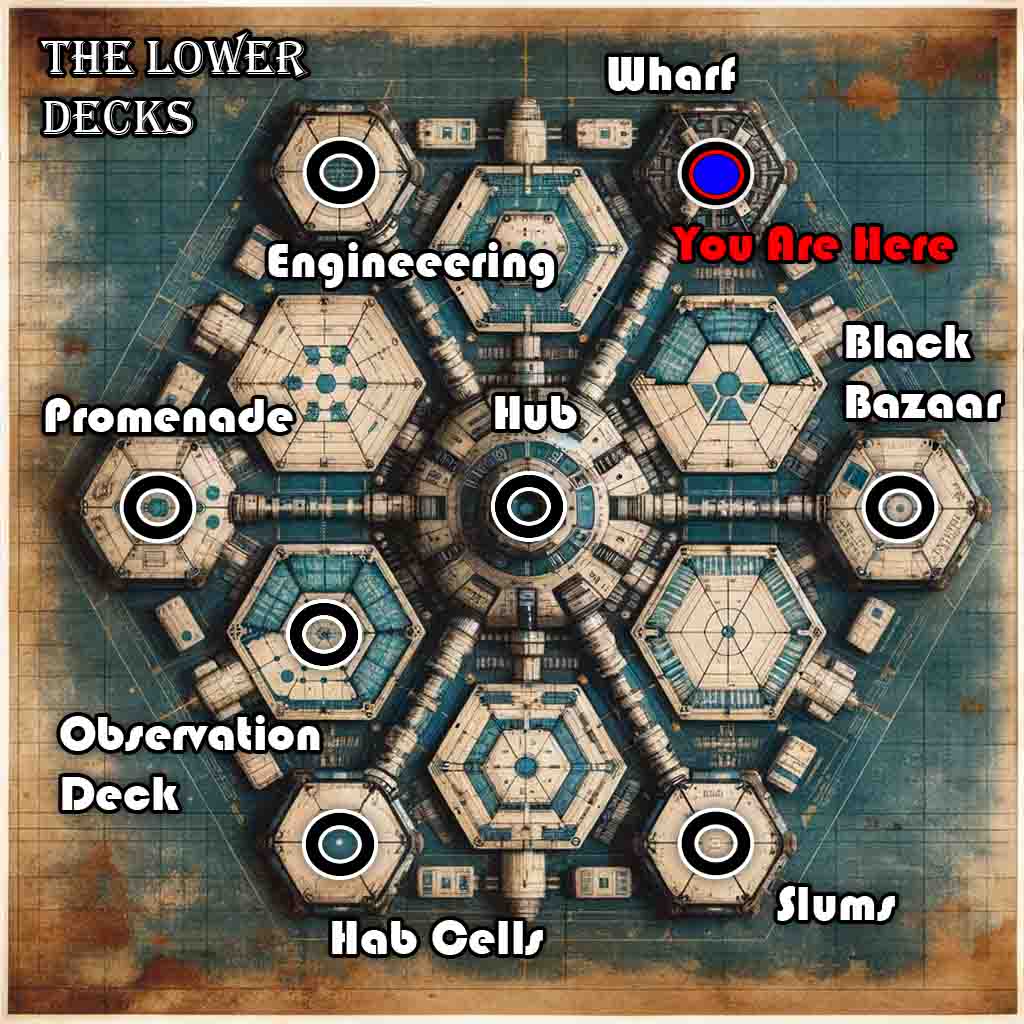 THE LOWER
DECKS
Wharf
You Are Here
Engineeering
Black
Bazaar
Promenade
Hub
Observation
Deck
Slums
Hab Cells